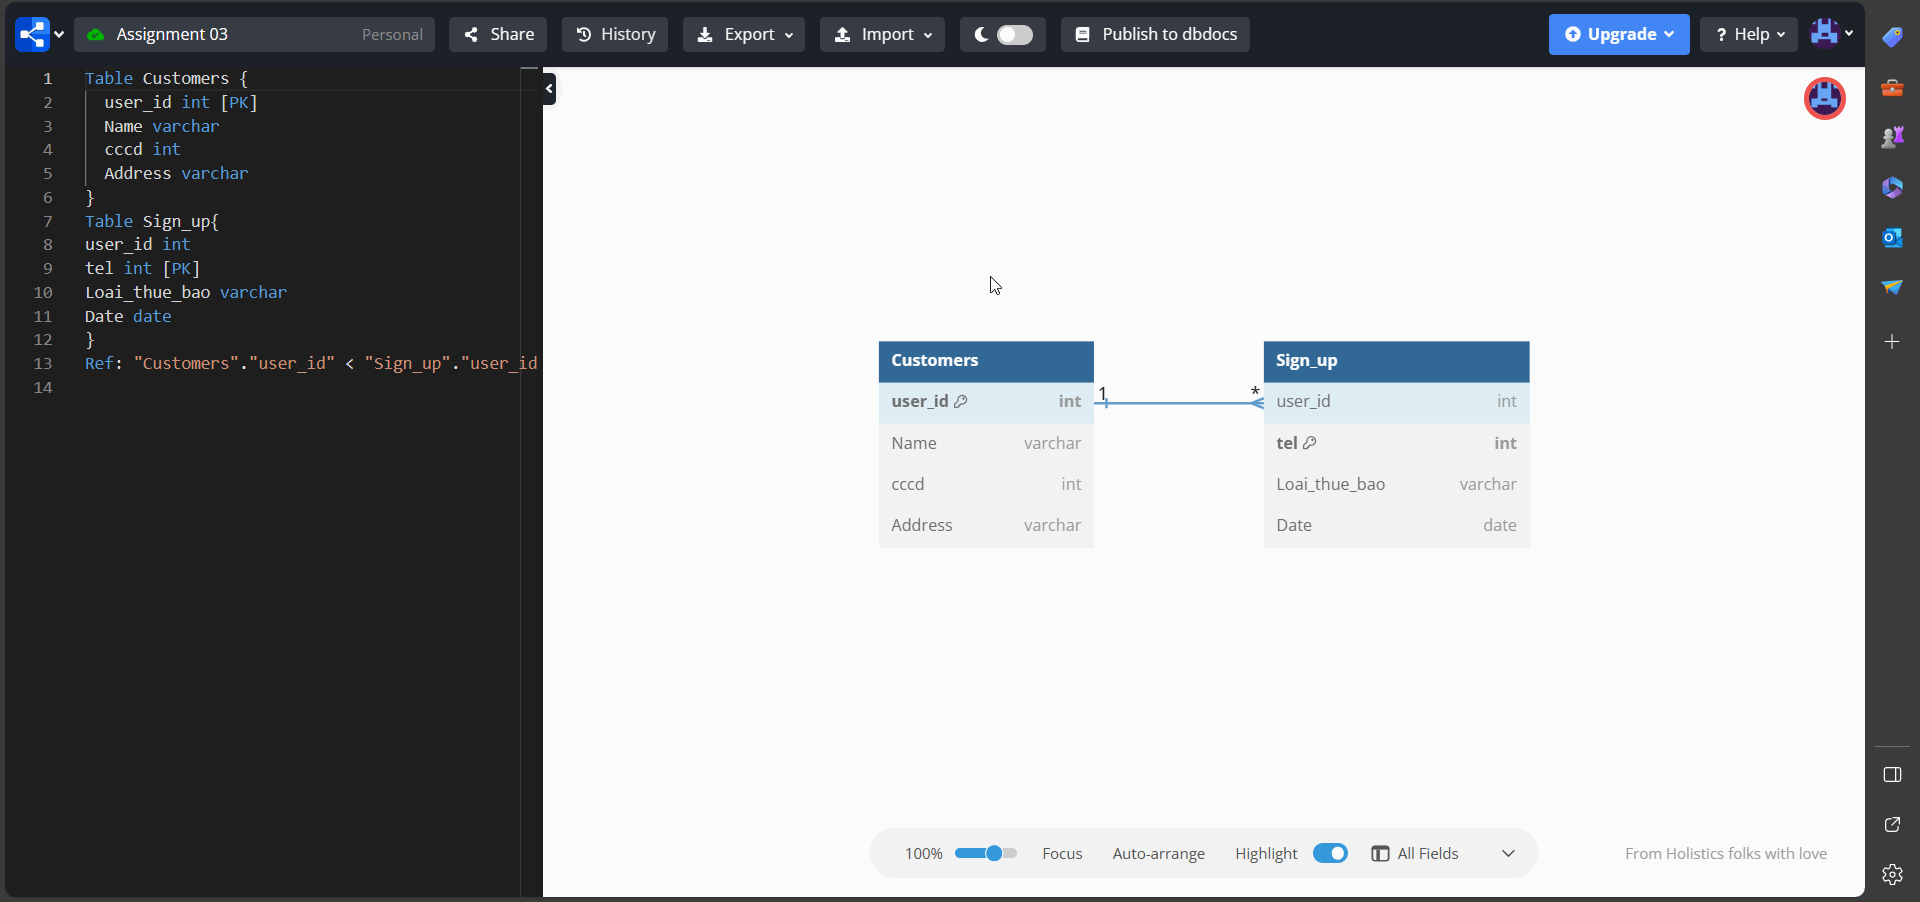 Assignment 03 Personal Share History Export Import Publish to dbdocs Upgrade ? Help
1 Table Customers {
2 user_id int [PK]
3 Name varchar
4 cccd int
5 Address varchar
6 }
7 Table Sign_up{
8 user_id int
9 tel int [PK]
10 Loai_thue_bao varchar
11 Date date
12 }
13 Ref: "Customers"."user_id" < "Sign_up"."user_id
14
Customers
user_id int
Name varchar
cccd int
Address varchar
1 *
Sign_up
user_id int
tel int
Loai_thue_bao varchar
Date date
100% Focus Auto-arrange Highlight All Fields
From Holistics folks with love